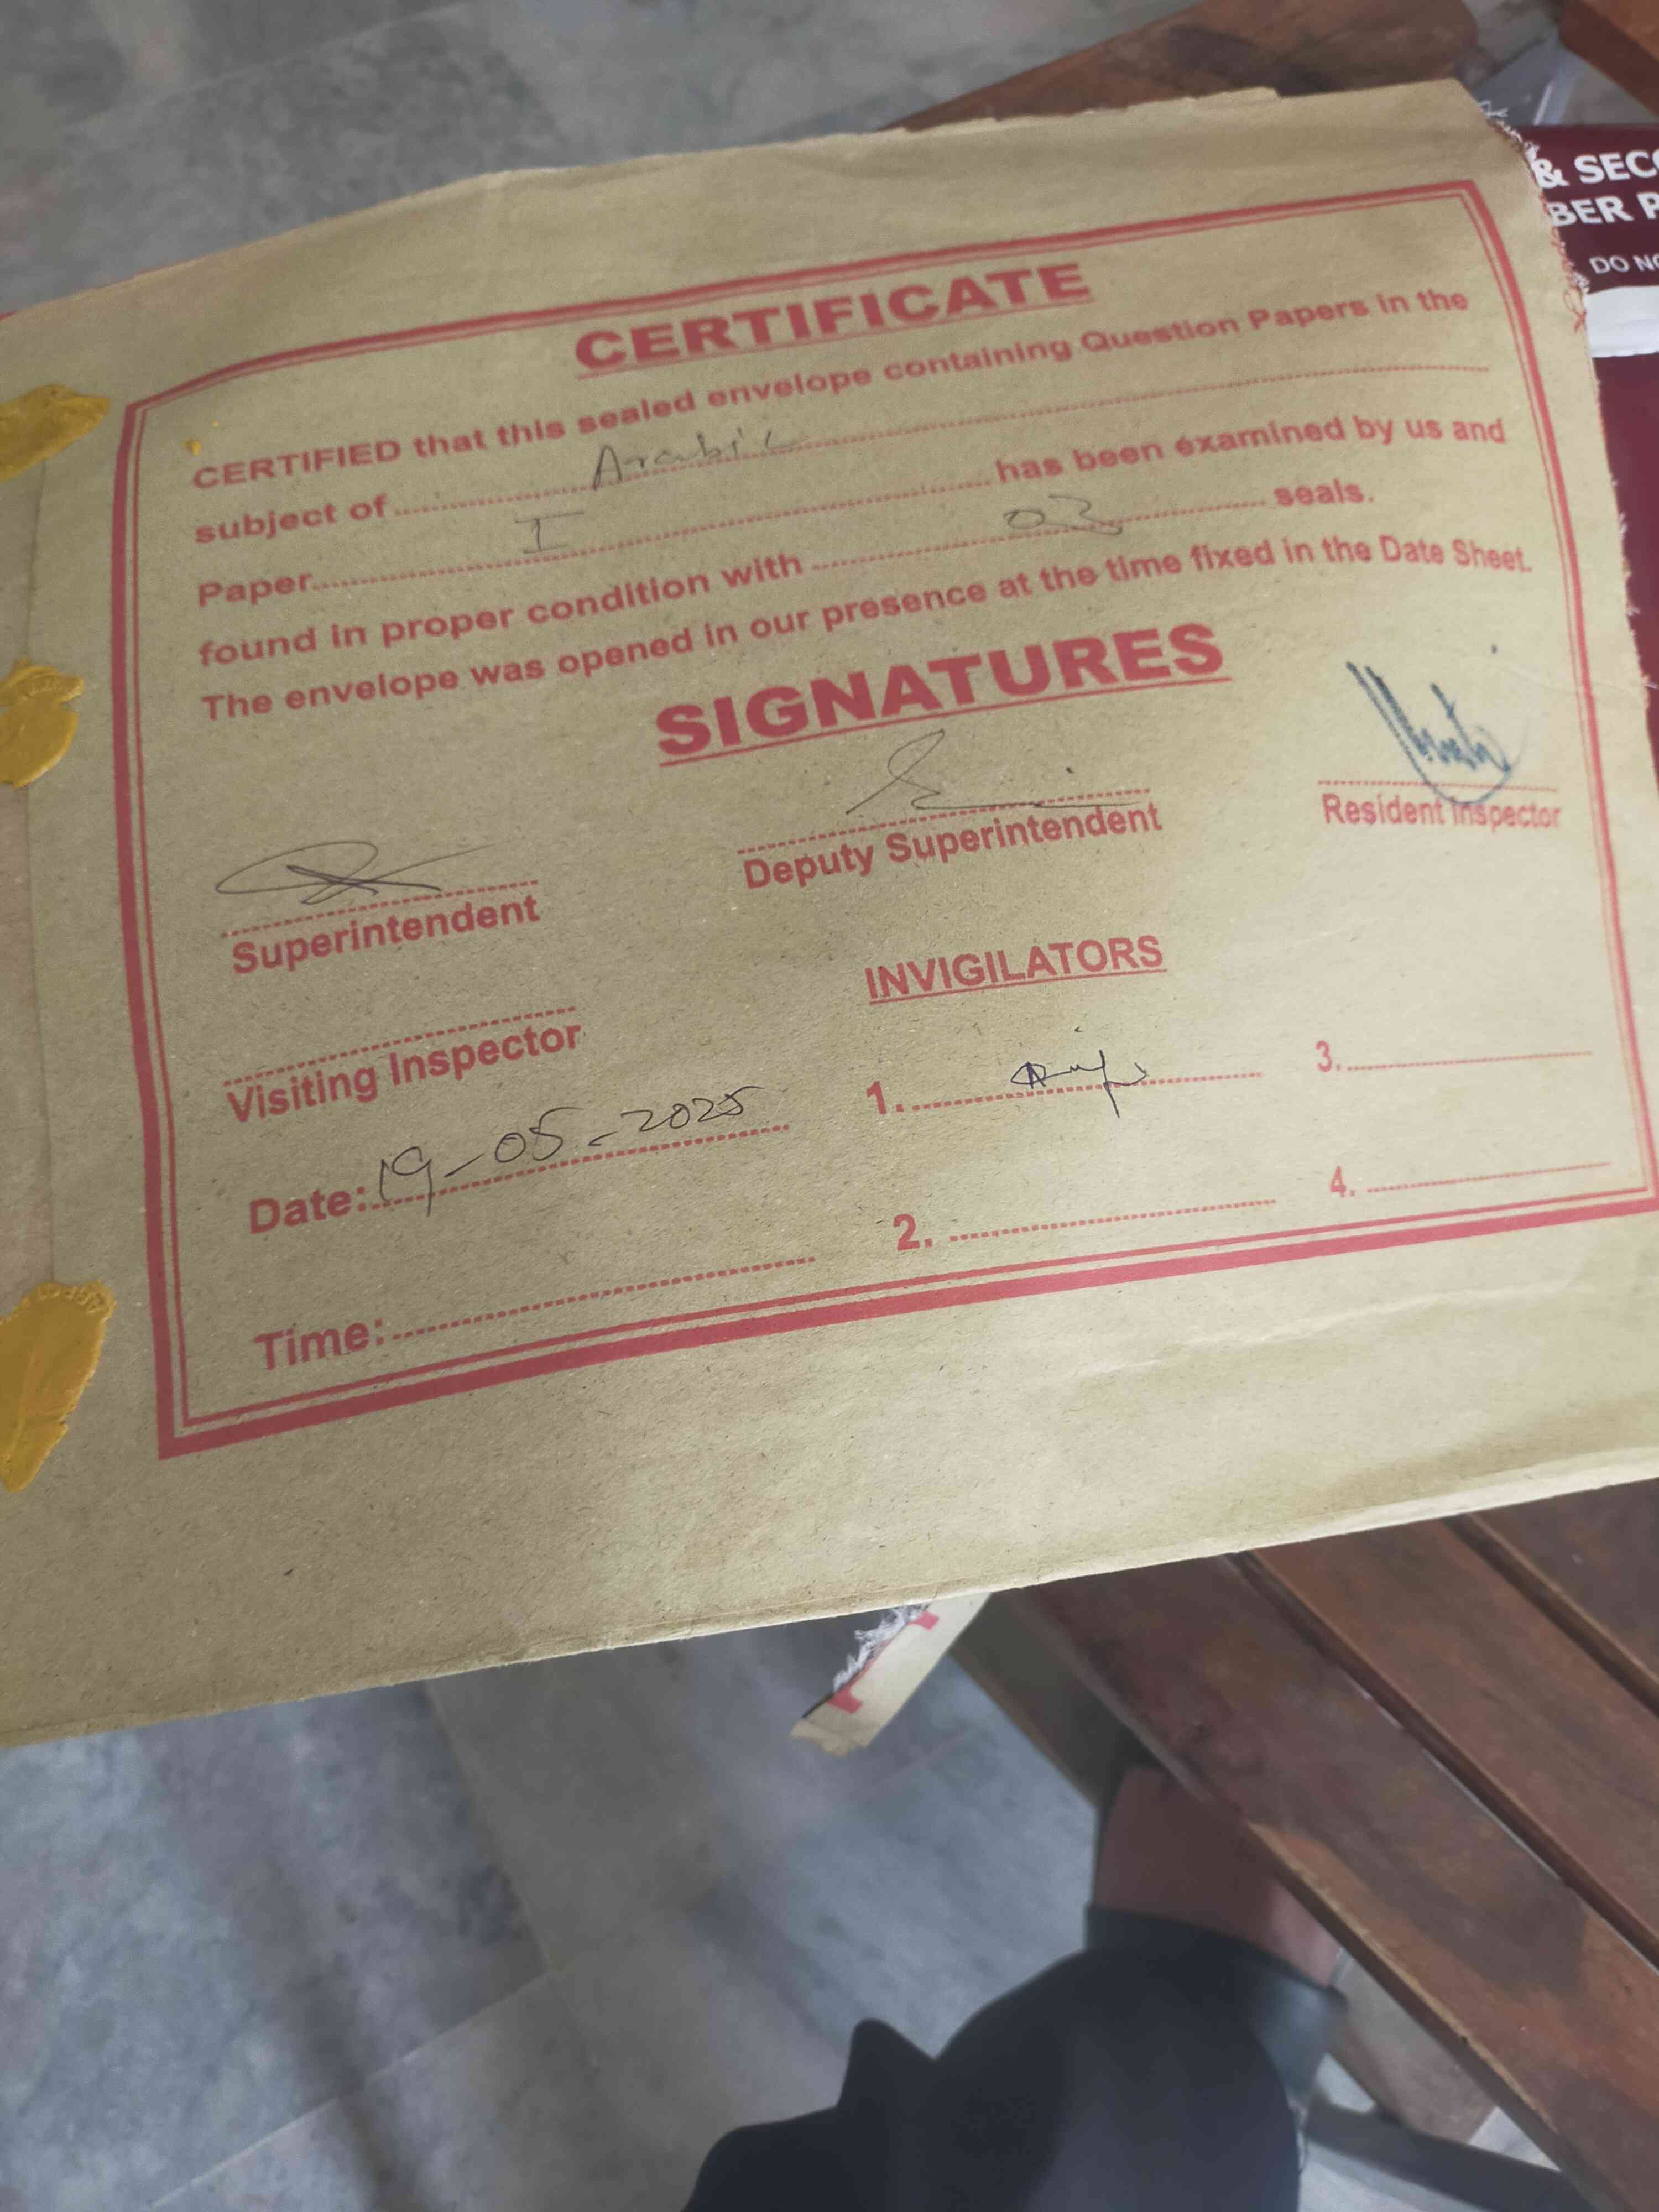 & SECO
BER P
DO NO
CERTIFICATE
CERTIFIED that this sealed envelope containing Question Papers in the
subject of Arabic
Paper I has been examined by us and
found in proper condition with 03 seals.
The envelope was opened in our presence at the time fixed in the Date Sheet.
SIGNATURES
Superintendent
Deputy Superintendent
Resident Inspector
Visiting Inspector
INVIGILATORS
Date: 19-05-2025
1.
3.
Time:
2.
4.